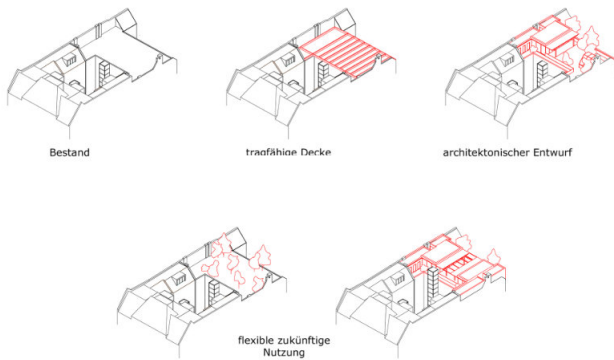 Bestand
tragfähige Decke
architektonischer Entwurf
flexible zukünftige
Nutzung